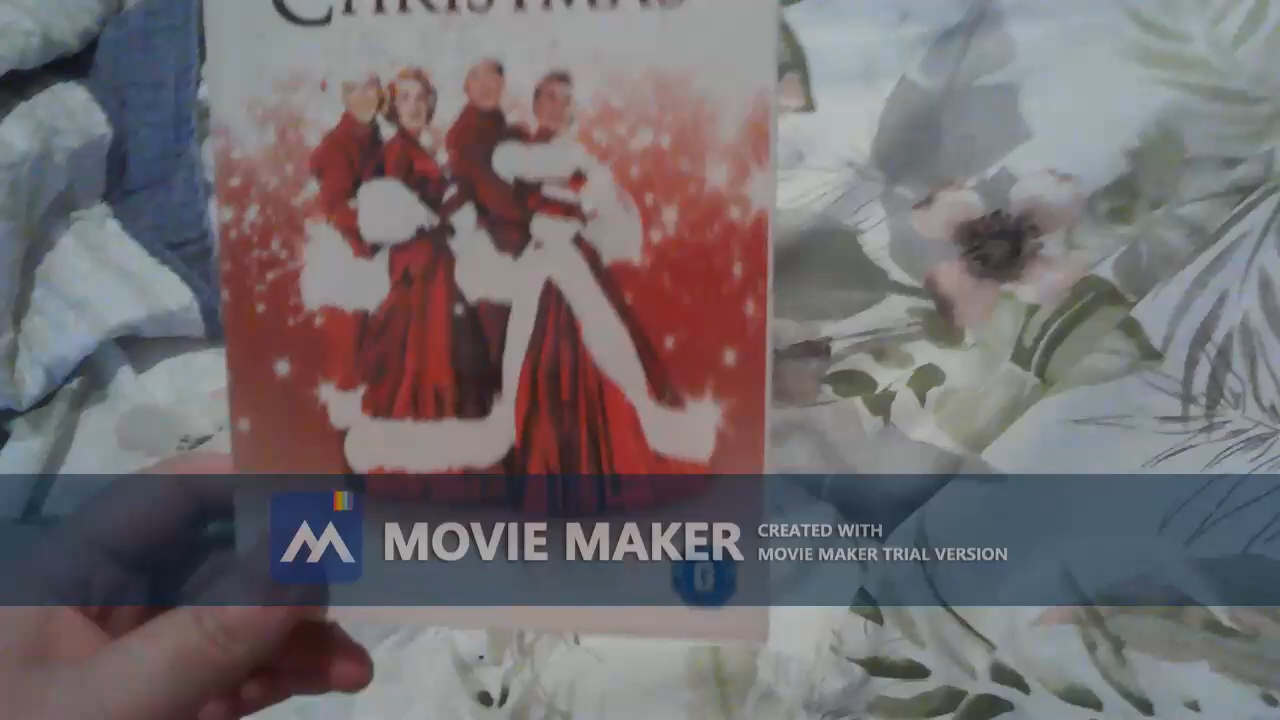 CHRISTMAS
MOVIE MAKER
CREATED WITH
MOVIE MAKER TRIAL VERSION